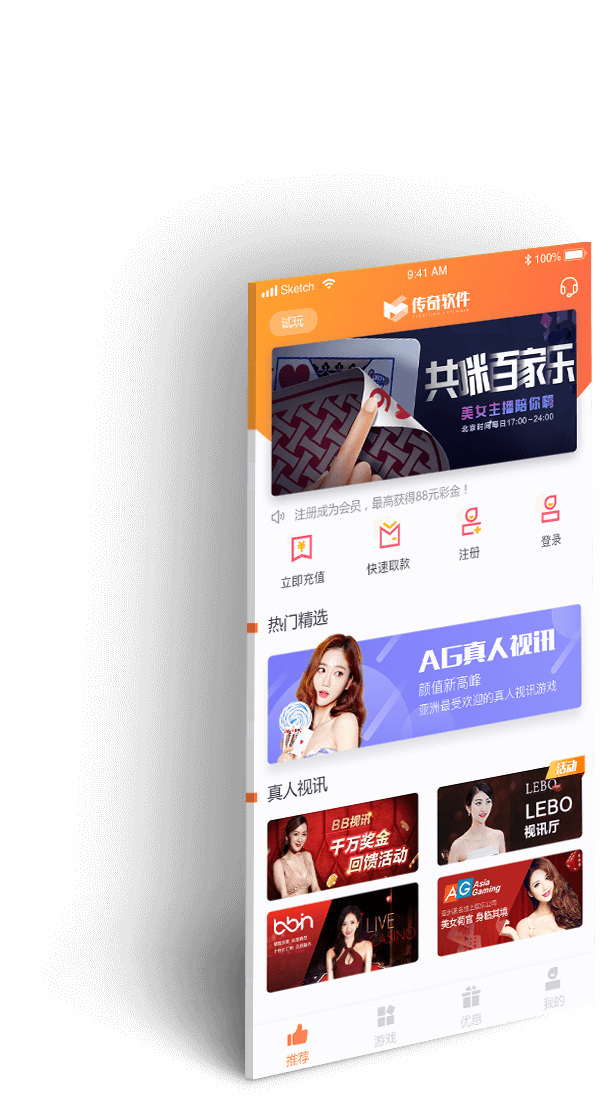 Sketch
9:41 AM
100%
试玩
传奇软件
共咪百家乐
美女主播陪你嗨
北京时间每日17:00-24:00
注册成为会员，最高获得88元彩金！
立即充值
快速取款
注册
登录
热门精选
AG真人视讯
颜值新高峰
亚洲最受欢迎的真人视讯游戏
真人视讯
活动
BB视讯
千万奖金
回馈活动
LEBO
LEBO
视讯厅
bbin
LIVE
CASINO
AG Asia
Gaming
美女荷官 身临其境
推荐
游戏
优惠
我的